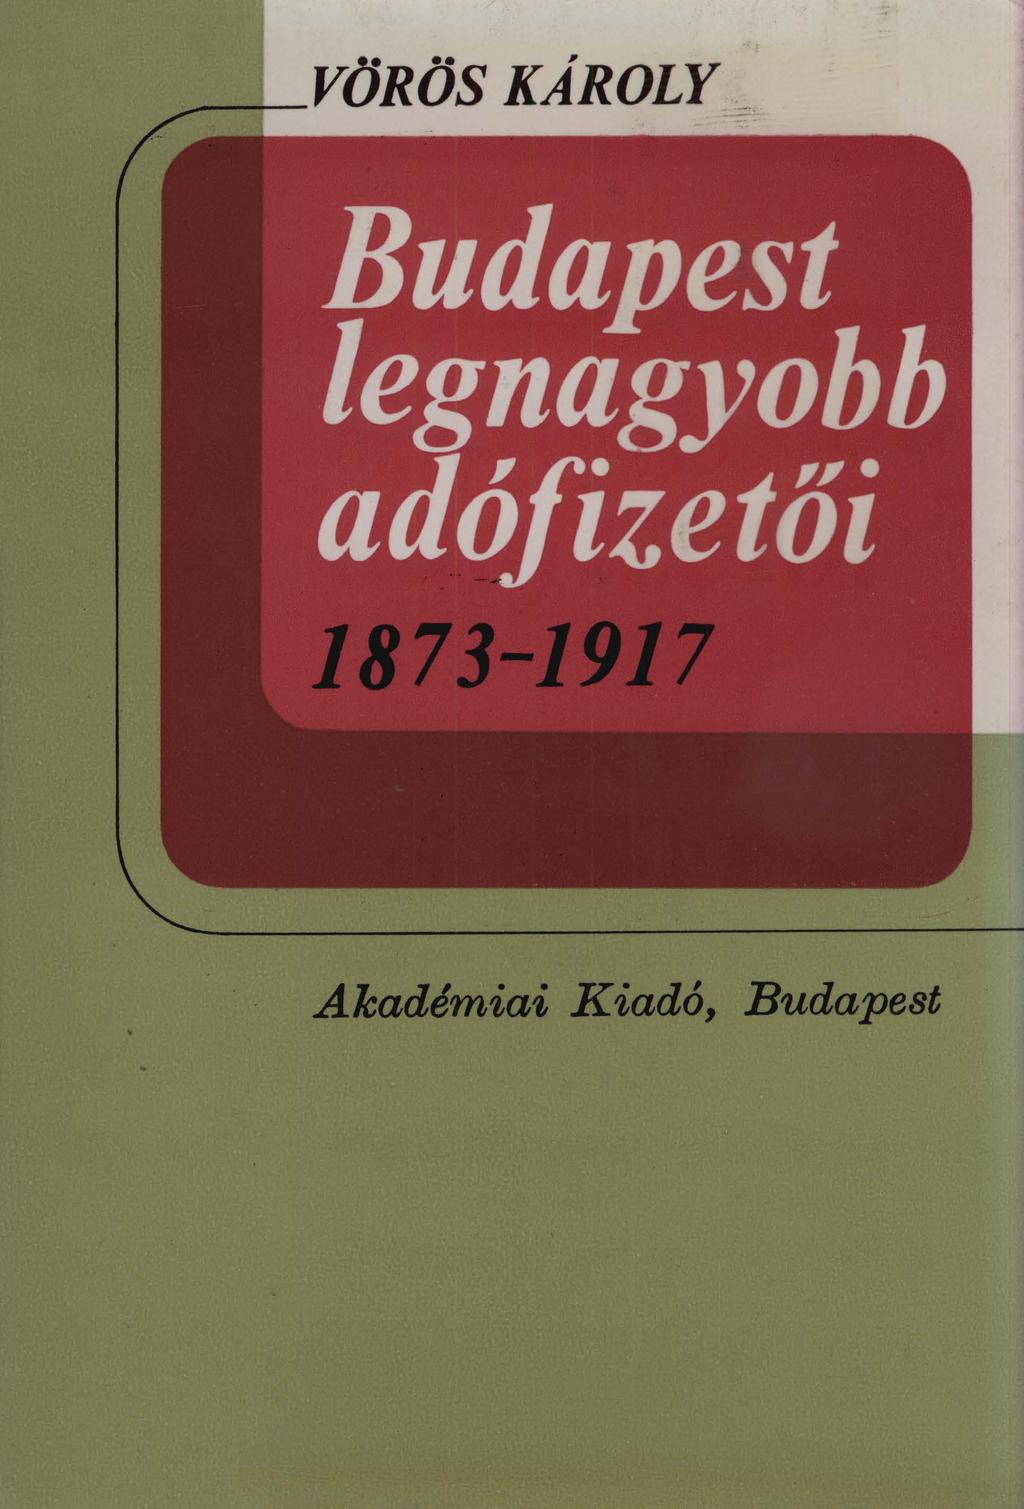 VÖRÖS KÁROLY
Budapest
legnagyobb
adófizetői
1873-1917
Akadémiai Kiadó, Budapest